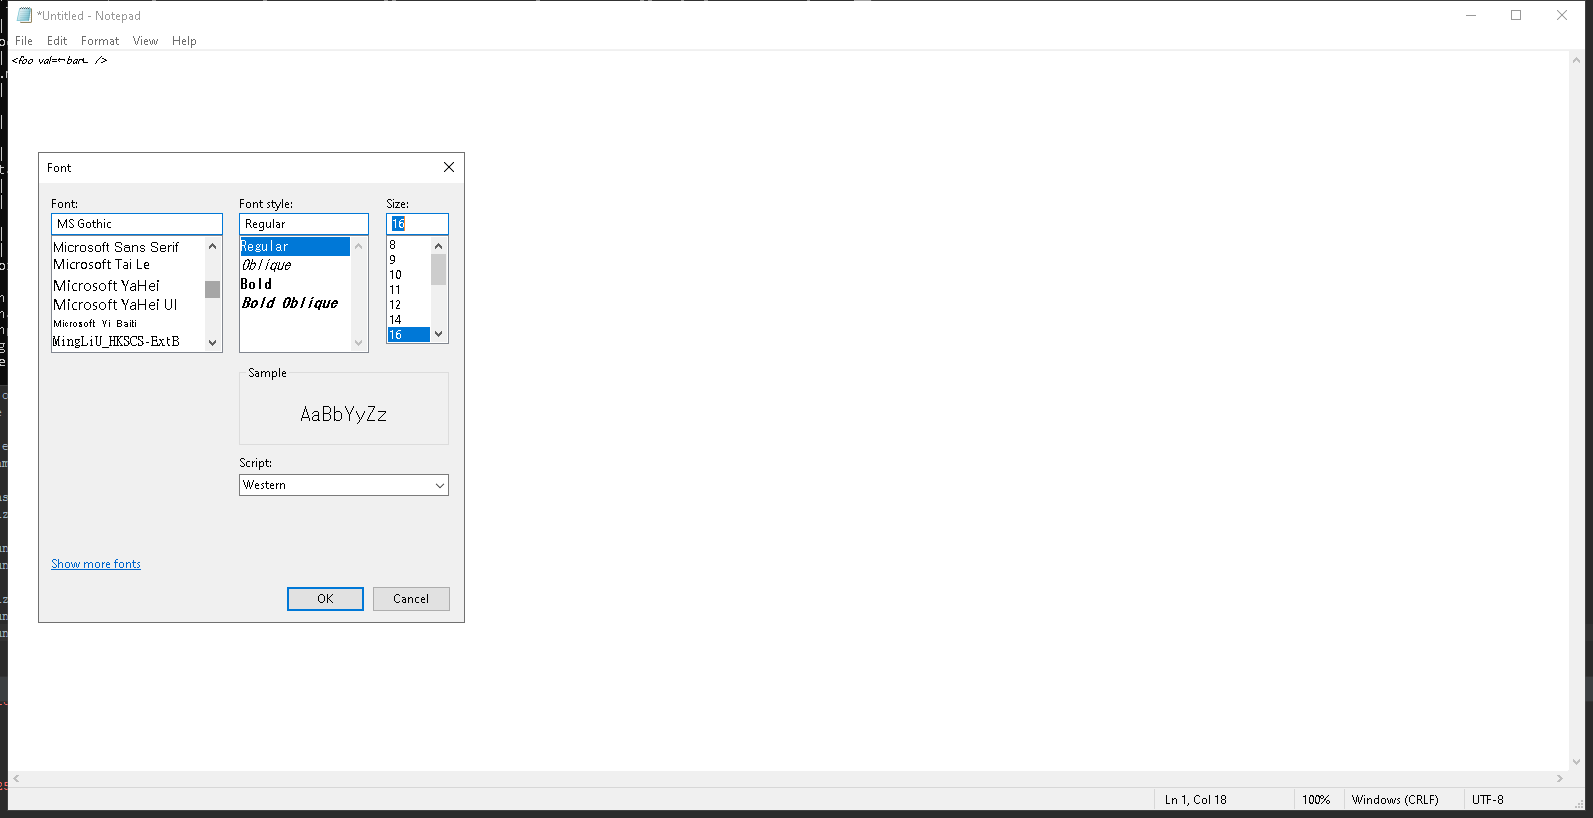 *Untitled - Notepad
File Edit Format View Help
<foo val=←bar← />
Font
Font: Font style: Size:
MS Gothic Regular 16
Microsoft Sans Serif
Microsoft Tai Le
Microsoft YaHei
Microsoft YaHei UI
Microsoft Yi Baiti
MingLiU_HKSCS-ExtB
Regular
Oblique
Bold
Bold Oblique
8
9
10
11
12
14
16
Sample
AaBbYyZz
Script:
Western
Show more fonts
OK Cancel
Ln 1, Col 18 100% Windows (CRLF) UTF-8